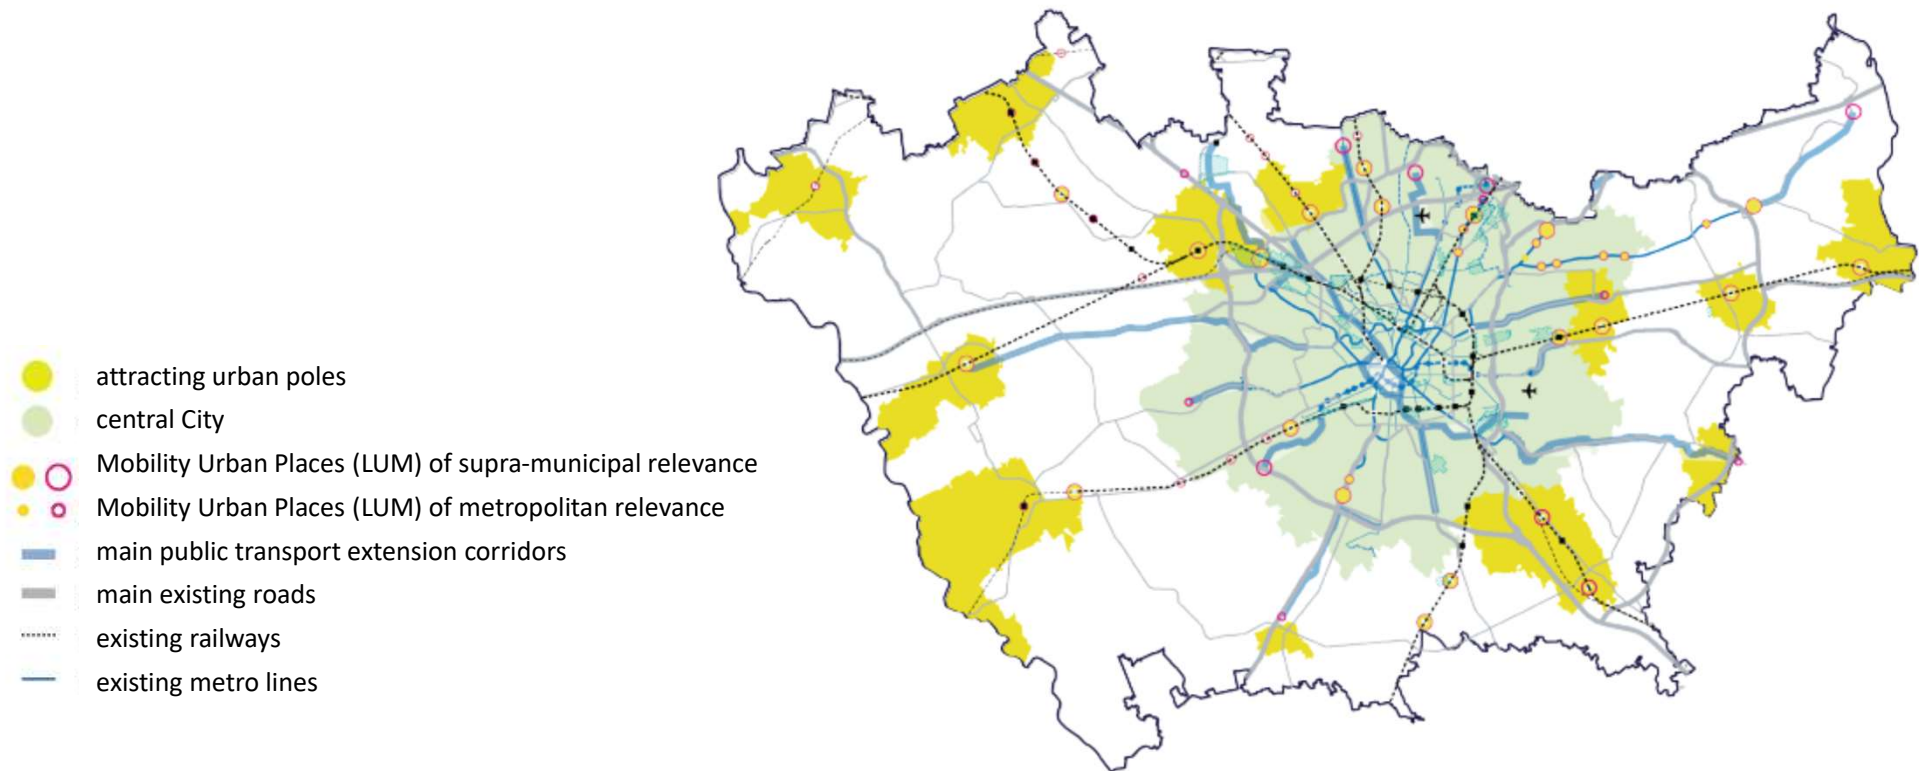 attracting urban poles
central City
Mobility Urban Places (LUM) of supra-municipal relevance
Mobility Urban Places (LUM) of metropolitan relevance
main public transport extension corridors
main existing roads
existing railways
existing metro lines